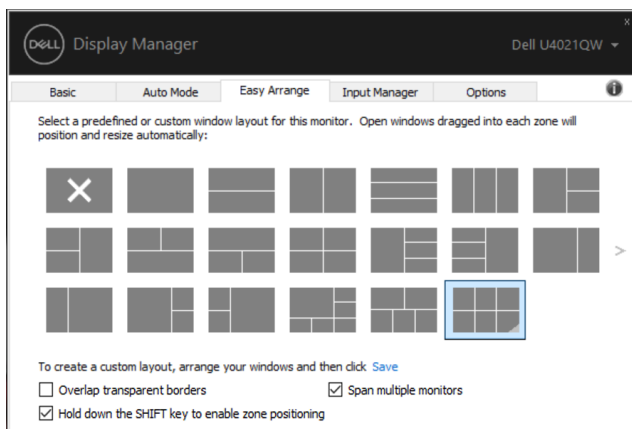 x
DELL Display Manager Dell U4021QW
Basic Auto Mode Easy Arrange Input Manager Options i
Select a predefined or custom window layout for this monitor. Open windows dragged into each zone will
position and resize automatically:
To create a custom layout, arrange your windows and then click Save
Overlap transparent borders Span multiple monitors
Hold down the SHIFT key to enable zone positioning